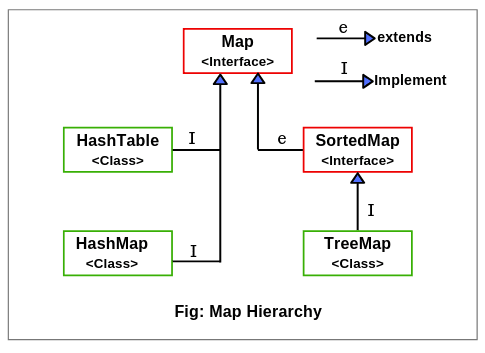 Map
<Interface>
e
extends
I
Implement
HashTable
<Class>
I
e
SortedMap
<Interface>
HashMap
<Class>
I
I
TreeMap
<Class>
Fig: Map Hierarchy